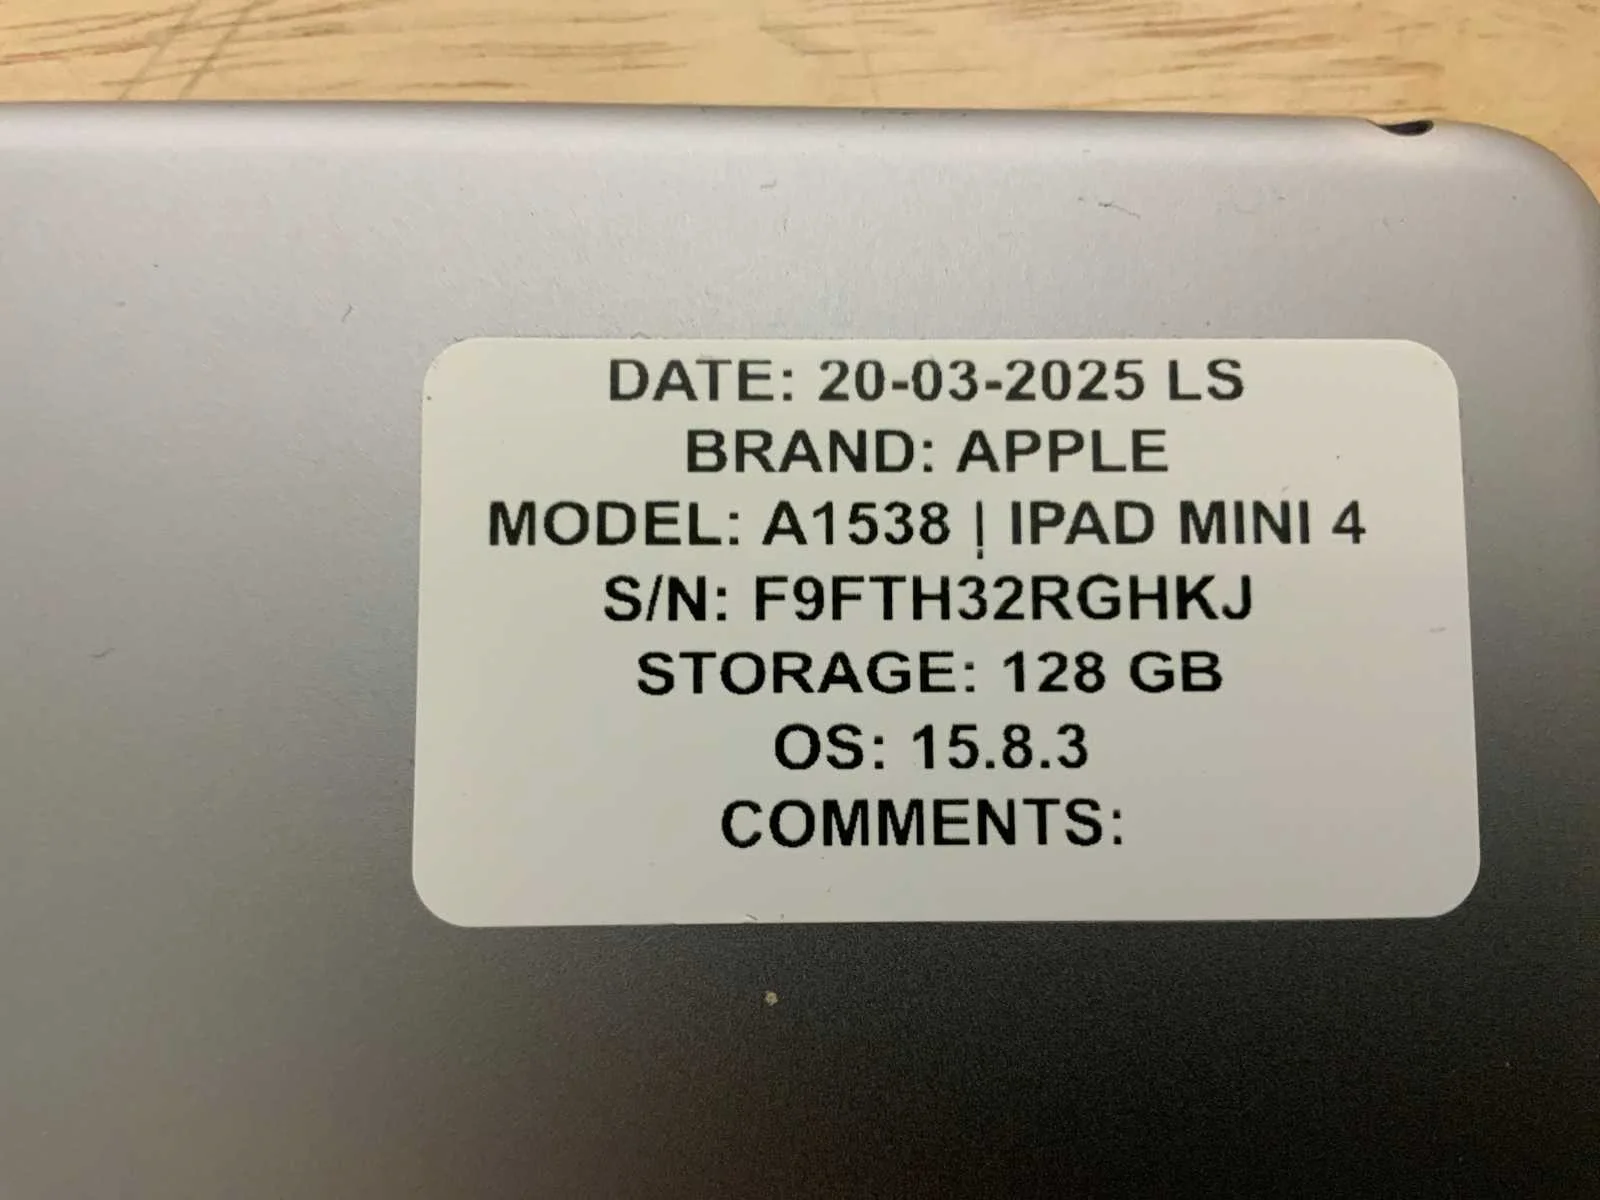 DATE: 20-03-2025 LS
BRAND: APPLE
MODEL: A1538 | IPAD MINI 4
S/N: F9FTH32RGHKJ
STORAGE: 128 GB
OS: 15.8.3
COMMENTS: